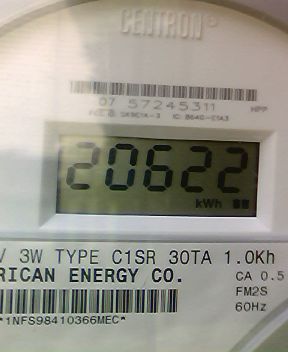 CENTRON®
07 57245311 HPP
20622
kWh
V 3W TYPE C1SR 30TA 1.0Kh
RICAN ENERGY CO. CA 0.5
FM2S
60Hz
*1NFS98410366MEC*